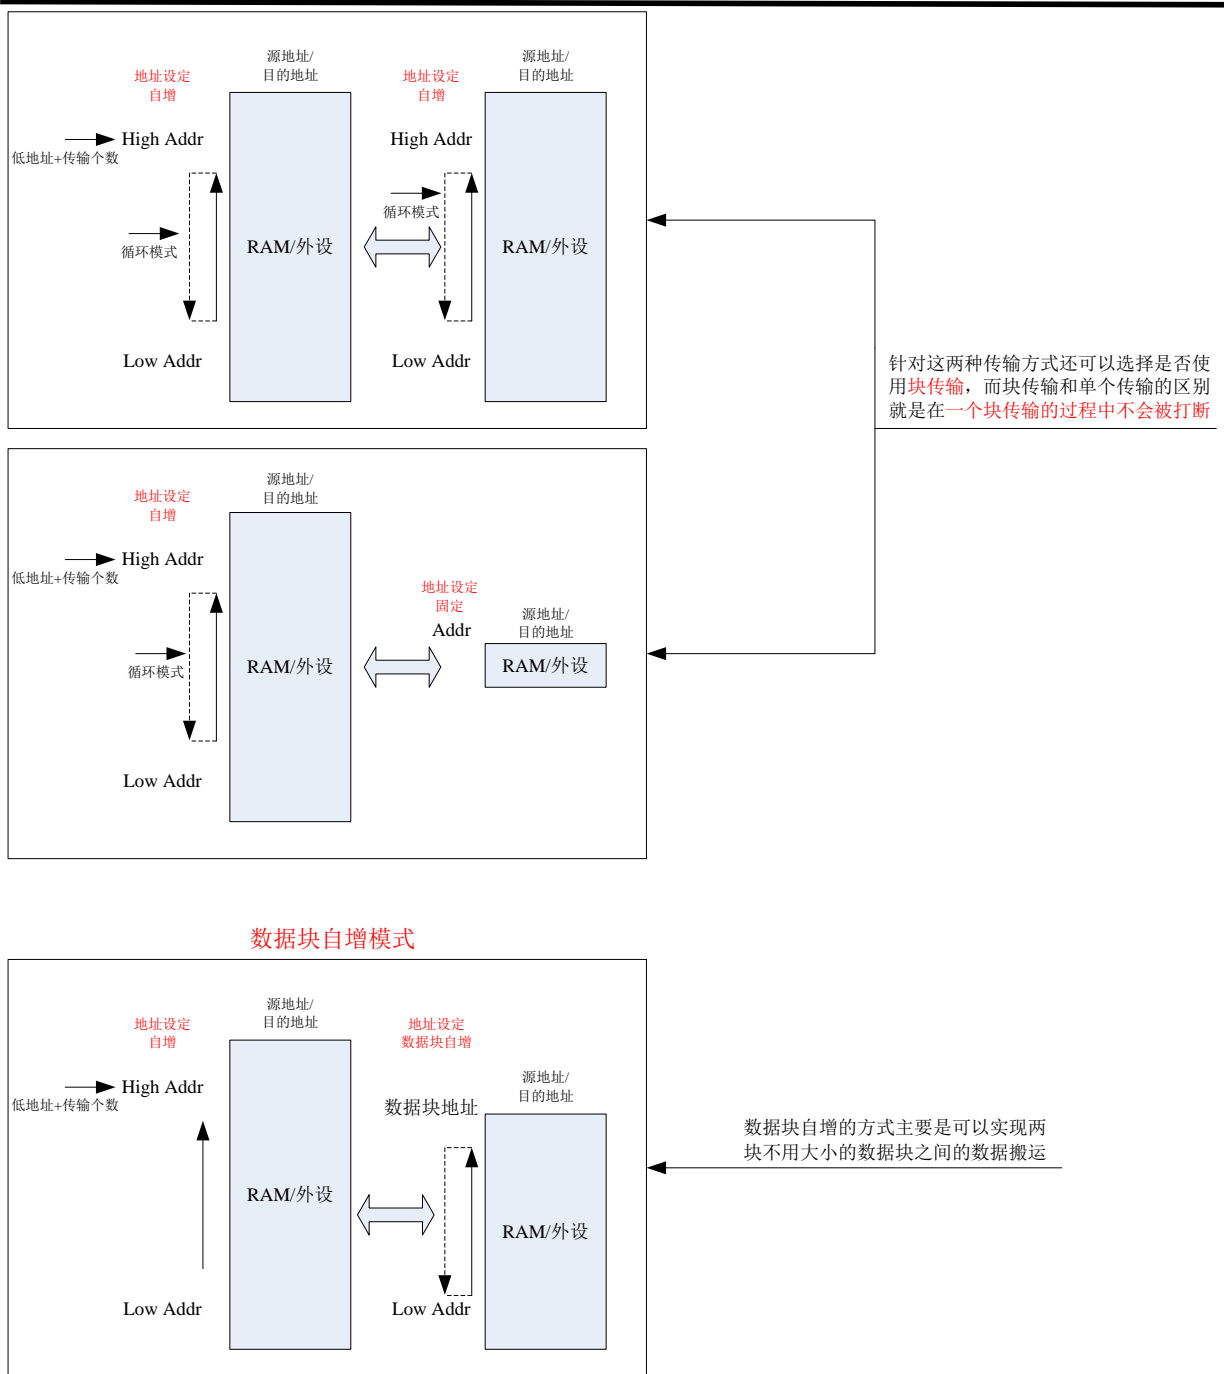 源地址/
目的地址
地址设定
自增
High Addr
低地址+传输个数
循环模式
RAM/外设
Low Addr
源地址/
目的地址
地址设定
自增
High Addr
循环模式
RAM/外设
Low Addr
针对这两种传输方式还可以选择是否使
用块传输，而块传输和单个传输的区别
就是在一个块传输的过程中不会被打断
源地址/
目的地址
地址设定
自增
High Addr
低地址+传输个数
循环模式
RAM/外设
Low Addr
地址设定
固定
Addr
源地址/
目的地址
RAM/外设
数据块自增模式
源地址/
目的地址
地址设定
自增
High Addr
低地址+传输个数
RAM/外设
Low Addr
地址设定
数据块自增
数据块地址
源地址/
目的地址
RAM/外设
Low Addr
数据块自增的方式主要是可以实现两
块不用大小的数据块之间的数据搬运